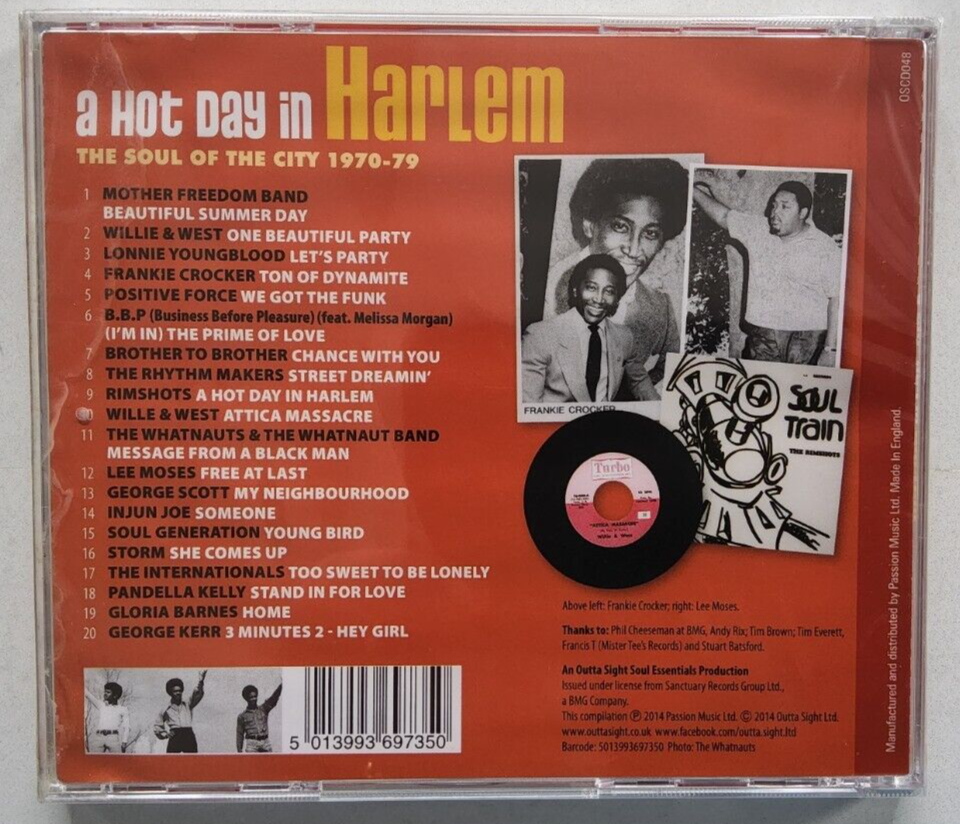 a Hot Day in Harlem
THE SOUL OF THE CITY 1970-79
1 MOTHER FREEDOM BAND
BEAUTIFUL SUMMER DAY
2 WILLIE & WEST ONE BEAUTIFUL PARTY
3 LONNIE YOUNGBLOOD LET'S PARTY
4 FRANKIE CROCKER TON OF DYNAMITE
5 POSITIVE FORCE WE GOT THE FUNK
6 B.B.P (Business Before Pleasure) (feat. Melissa Morgan)
(I'M IN) THE PRIME OF LOVE
7 BROTHER TO BROTHER CHANCE WITH YOU
8 THE RHYTHM MAKERS STREET DREAMIN'
9 RIMSHOTS A HOT DAY IN HARLEM
10 WILLE & WEST ATTICA MASSACRE
11 THE WHATNAUTS & THE WHATNAUT BAND
MESSAGE FROM A BLACK MAN
12 LEE MOSES FREE AT LAST
13 GEORGE SCOTT MY NEIGHBOURHOOD
14 INJUN JOE SOMEONE
15 SOUL GENERATION YOUNG BIRD
16 STORM SHE COMES UP
17 THE INTERNATIONALS TOO SWEET TO BE LONELY
18 PANDELLA KELLY STAND IN FOR LOVE
19 GLORIA BARNES HOME
20 GEORGE KERR 3 MINUTES 2 - HEY GIRL
5 013993 697350
FRANKIE CROCKER
SOUL
Train
THE RIMSHOTS
Turbo
"ATTICA MASSACRE"
Willie & West
Above left: Frankie Crocker; right: Lee Moses.
Thanks to: Phil Cheeseman at BMG, Andy Rix; Tim Brown; Tim Everett,
Francis T (Mister Tee's Records) and Stuart Batsford.
An Outta Sight Soul Essentials Production
Issued under license from Sanctuary Records Group Ltd.,
a BMG Company.
This compilation ℗ 2014 Passion Music Ltd. © 2014 Outta Sight Ltd.
www.outtasight.co.uk www.facebook.com/outta.sight.ltd
Barcode: 5013993697350 Photo: The Whatnauts
OSCD048
Manufactured and distributed by Passion Music Ltd. Made In England.